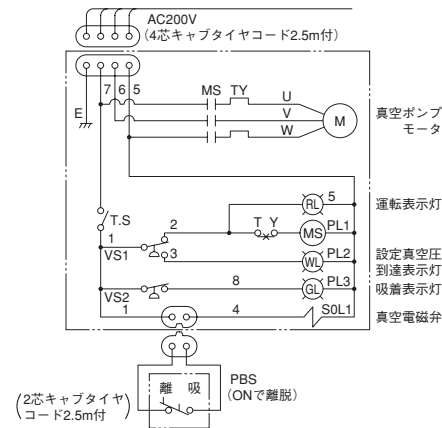 AC200V
(4芯キャブタイヤコード2.5m付)
7 6 5
MS TY
U
E
V
M
W
真空ポンプ
モータ
RL 5
運転表示灯
T.S
2
T Y
MS PL1
1
VS1
3
WL PL2
設定真空圧
到達表示灯
8
GL PL3
吸着表示灯
VS2
1
4
S0L1
真空電磁弁
離 吸
PBS
(ONで離脱)
(2芯キャブタイヤ
コード2.5m付)